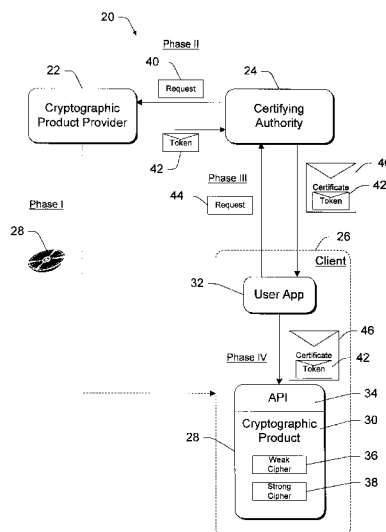 20
Phase II
22
40
24
Request
Cryptographic
Product Provider
Certifying
Authority
Token
42
46
Certificate
42
Token
Phase III
44
Request
Phase I
28
26
Client
32
User App
46
Certificate
42
Token
Phase IV
API
34
Cryptographic
Product
30
28
Weak
Cipher
36
Strong
Cipher
38